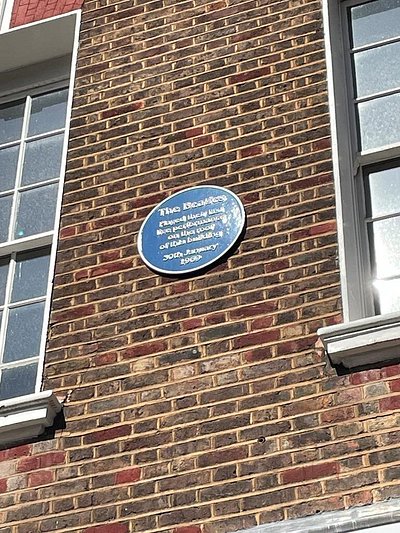 The Beatles
played their last
live performance
on the roof
of this building
30th January
1969